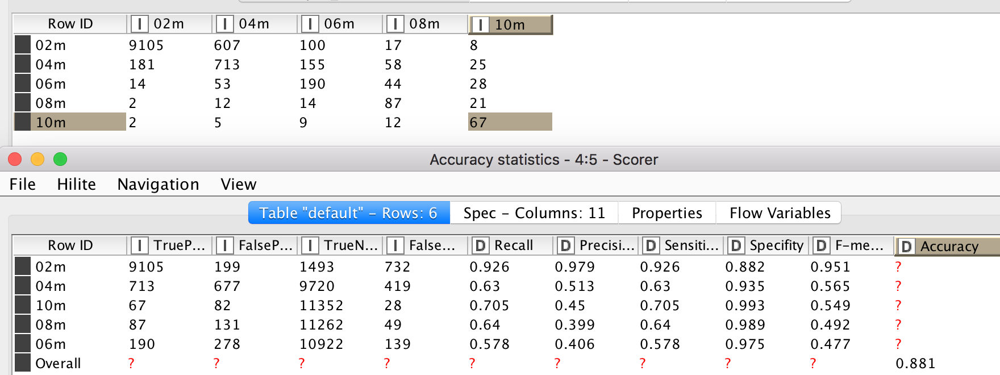 Row ID I 02m I 04m I 06m I 08m I 10m
02m 9105 607 100 17 8
04m 181 713 155 58 25
06m 14 53 190 44 28
08m 2 12 14 87 21
10m 2 5 9 12 67
Accuracy statistics - 4:5 - Scorer
File Hilite Navigation View
Table "default" - Rows: 6 Spec - Columns: 11 Properties Flow Variables
Row ID I TrueP... I FalseP... I TrueN... I False... D Recall D Precisi... D Sensiti... D Specifity D F-me... D Accuracy
02m 9105 199 1493 732 0.926 0.979 0.926 0.882 0.951 ?
04m 713 677 9720 419 0.63 0.513 0.63 0.935 0.565 ?
10m 67 82 11352 28 0.705 0.45 0.705 0.993 0.549 ?
08m 87 131 11262 49 0.64 0.399 0.64 0.989 0.492 ?
06m 190 278 10922 139 0.578 0.406 0.578 0.975 0.477 ?
Overall ? ? ? ? ? ? ? ? ? 0.881